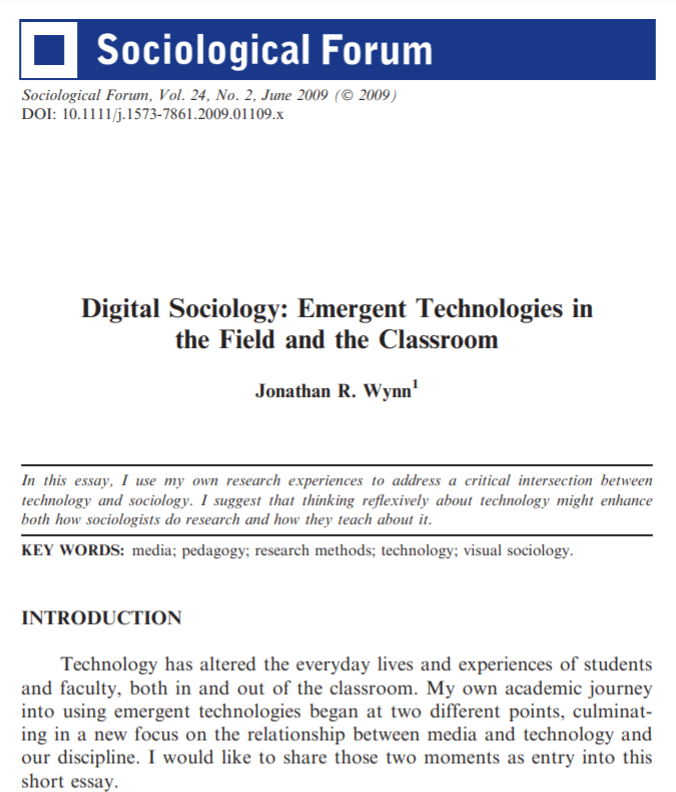 Sociological Forum
Sociological Forum, Vol. 24, No. 2, June 2009 (© 2009)
DOI: 10.1111/j.1573-7861.2009.01109.x
Digital Sociology: Emergent Technologies in
the Field and the Classroom
Jonathan R. Wynn¹
In this essay, I use my own research experiences to address a critical intersection between
technology and sociology. I suggest that thinking reflexively about technology might enhance
both how sociologists do research and how they teach about it.
KEY WORDS: media; pedagogy; research methods; technology; visual sociology.
INTRODUCTION
Technology has altered the everyday lives and experiences of students
and faculty, both in and out of the classroom. My own academic journey
into using emergent technologies began at two different points, culminat-
ing in a new focus on the relationship between media and technology and
our discipline. I would like to share those two moments as entry into this
short essay.